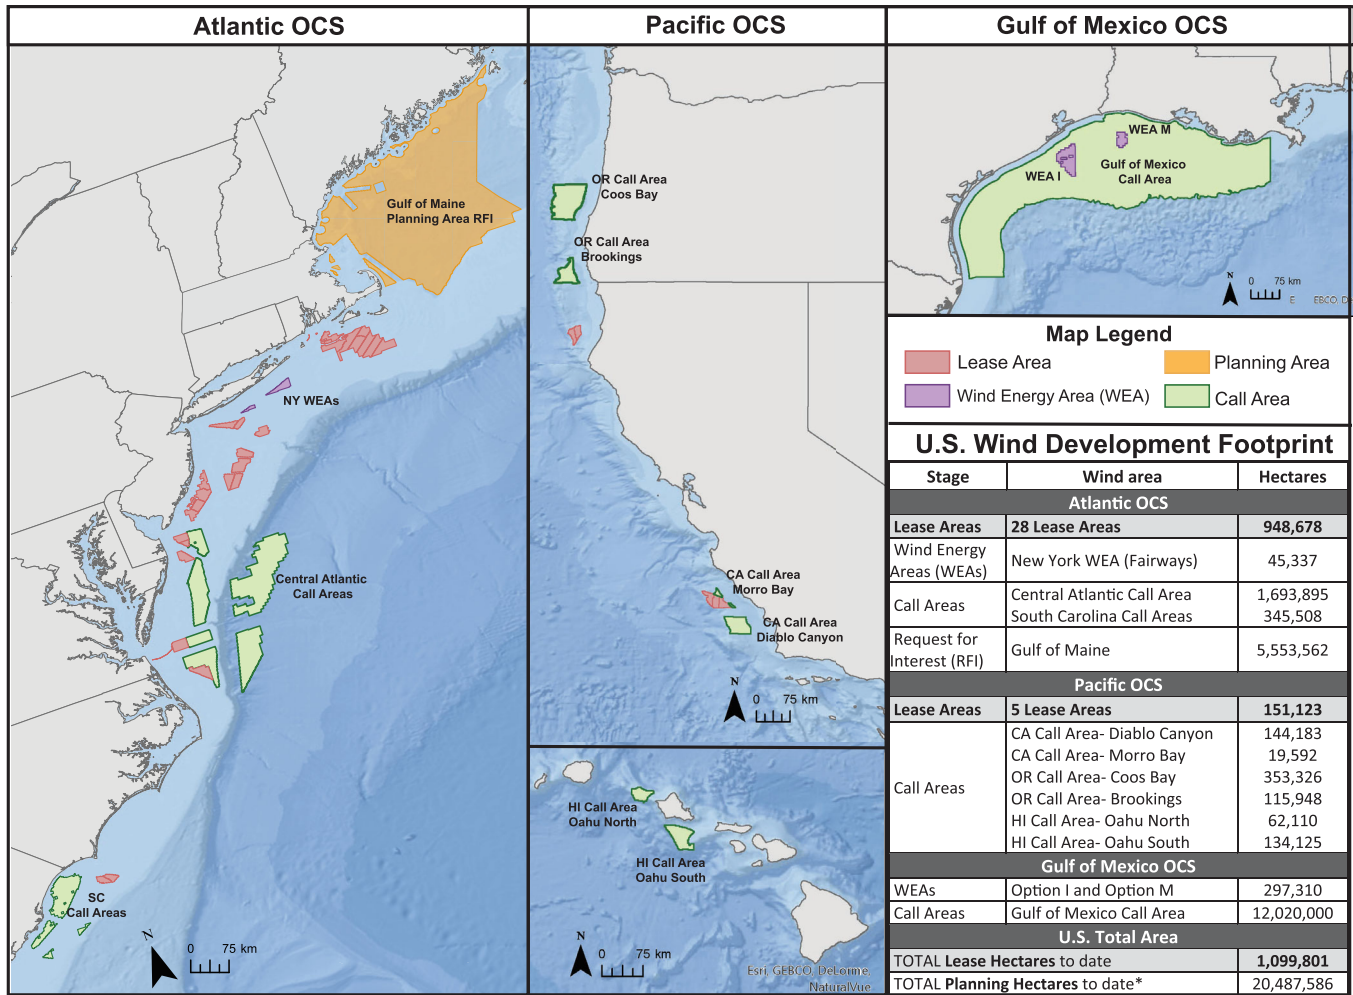 Atlantic OCS
Gulf of Maine
Planning Area RFI
NY WEAs
Central Atlantic
Call Areas
SC
Call Areas
N
0 75 km
Pacific OCS
OR Call Area
Coos Bay
OR Call Area
Brookings
CA Call Area
Morro Bay
CA Call Area
Diablo Canyon
N
0 75 km
HI Call Area
Oahu North
HI Call Area
Oahu South
N
0 75 km
Esri, GEBCO, DeLorme,
NaturalVue
Gulf of Mexico OCS
WEA M
Gulf of Mexico
Call Area
WEA I
N
0 75 km
E EBCO D
Map Legend
Lease Area Planning Area
Wind Energy Area (WEA) Call Area
U.S. Wind Development Footprint
Stage Wind area Hectares
Atlantic OCS
Lease Areas 28 Lease Areas 948,678
Wind Energy
Areas (WEAs) New York WEA (Fairways) 45,337
Call Areas Central Atlantic Call Area 1,693,895
South Carolina Call Areas 345,508
Request for
Interest (RFI) Gulf of Maine 5,553,562
Pacific OCS
Lease Areas 5 Lease Areas 151,123
Call Areas
CA Call Area- Diablo Canyon 144,183
CA Call Area- Morro Bay 19,592
OR Call Area- Coos Bay 353,326
OR Call Area- Brookings 115,948
HI Call Area- Oahu North 62,110
HI Call Area- Oahu South 134,125
Gulf of Mexico OCS
WEAs Option I and Option M 297,310
Call Areas Gulf of Mexico Call Area 12,020,000
U.S. Total Area
TOTAL Lease Hectares to date 1,099,801
TOTAL Planning Hectares to date* 20,487,586